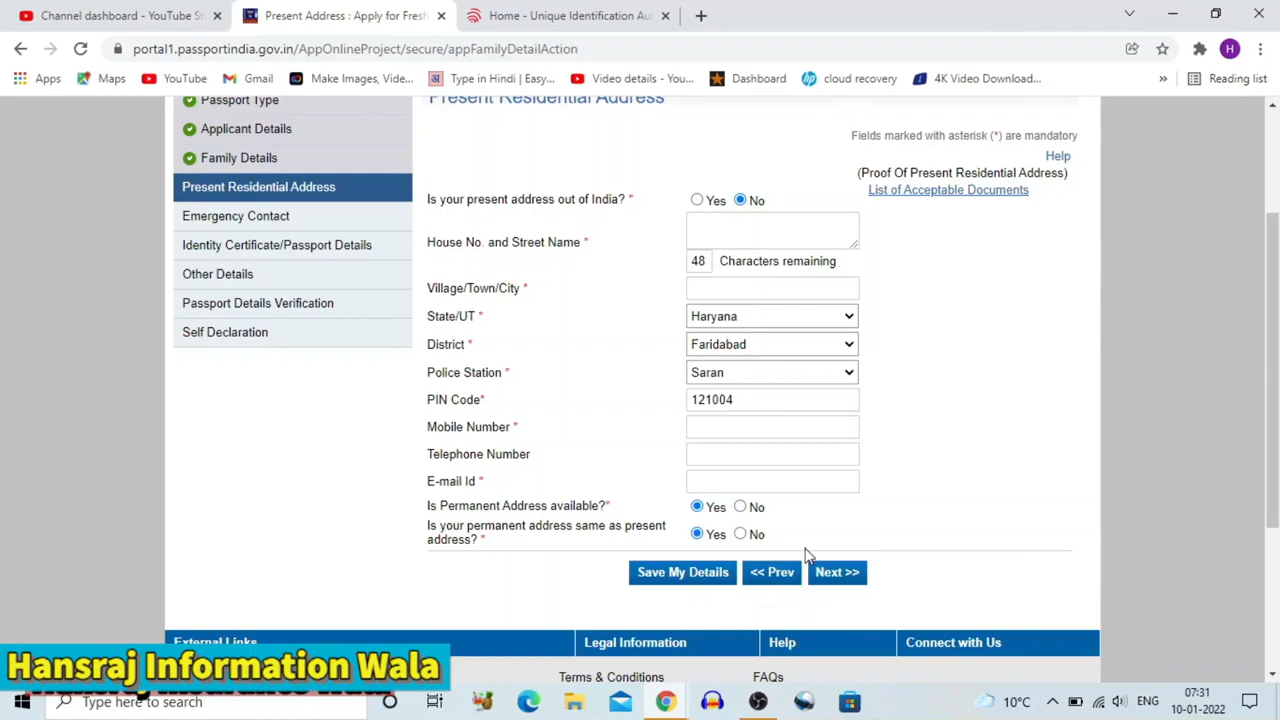 Channel dashboard - YouTube St
Present Address : Apply for Fresh
Home - Unique Identification Aut
portal1.passportindia.gov.in/AppOnlineProject/secure/appFamilyDetailAction
H
Apps
Maps
YouTube
Gmail
Make Images, Vide...
Type in Hindi | Easy...
Video details - You...
Dashboard
cloud recovery
4K Video Download...
»
Reading list
Passport Type
Applicant Details
Family Details
Present Residential Address
Emergency Contact
Identity Certificate/Passport Details
Other Details
Passport Details Verification
Self Declaration
Present Residential Address
Fields marked with asterisk (*) are mandatory
Help
(Proof Of Present Residential Address)
List of Acceptable Documents
Is your present address out of India? * Yes No
House No. and Street Name *
48 Characters remaining
Village/Town/City *
State/UT * Haryana
District * Faridabad
Police Station * Saran
PIN Code* 121004
Mobile Number *
Telephone Number
E-mail Id *
Is Permanent Address available?* Yes No
Is your permanent address same as present
address? * Yes No
Save My Details
<< Prev
Next >>
External Links
Legal Information
Help
Connect with Us
Terms & Conditions
FAQs
Hansraj Information Wala
Type here to search
10°C
ENG
07:31
10-01-2022